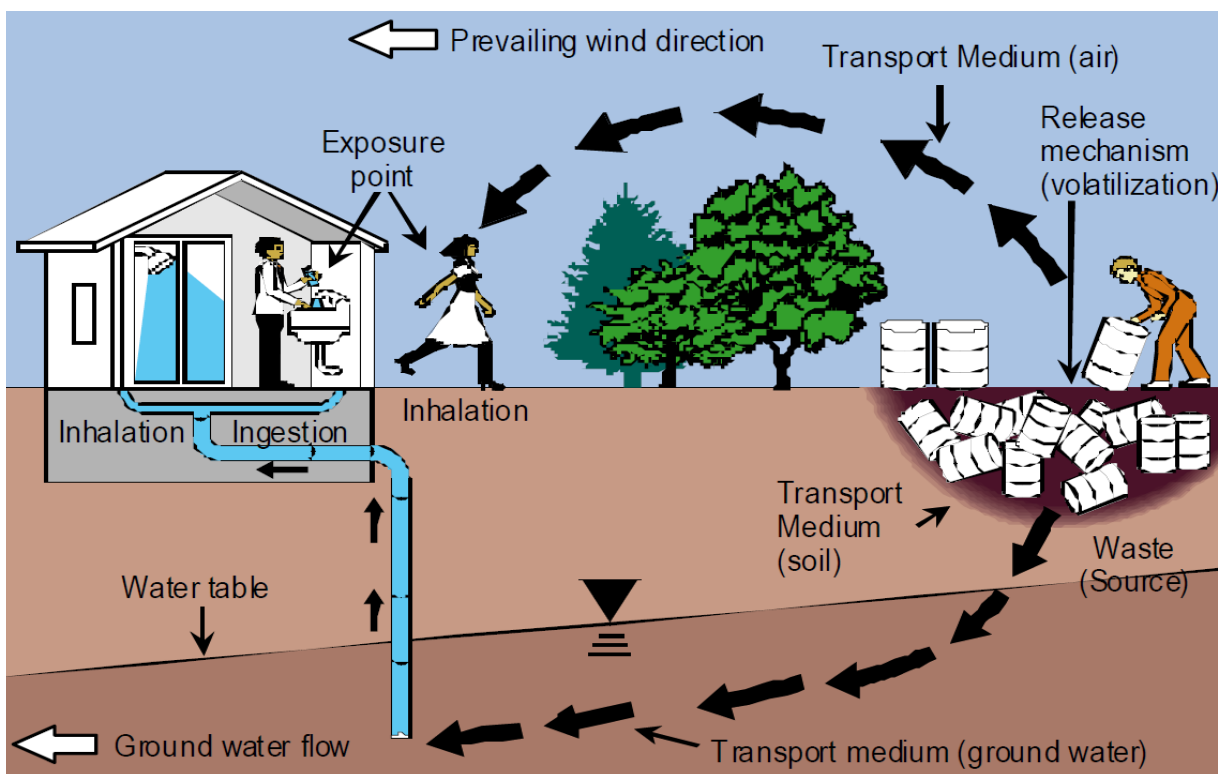 Prevailing wind direction
Transport Medium (air)
Release
mechanism
(volatilization)
Exposure
point
Inhalation
Ingestion
Inhalation
Transport
Medium
(soil)
Waste
(Source)
Water table
Ground water flow
Transport medium (ground water)